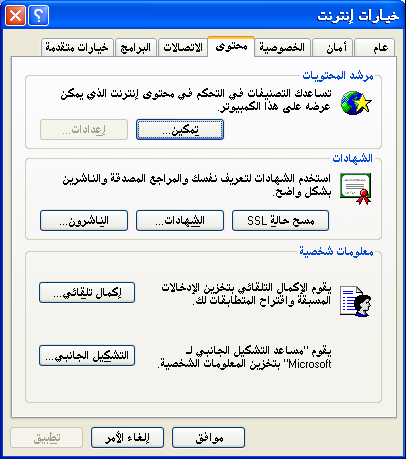 خيارات إنترنت
عام
أمان
الخصوصية
محتوى
الاتصالات
البرامج
خيارات متقدمة
مرشد المحتويات
تساعدك التصنيفات في التحكم في محتوى إنترنت الذي يمكن
عرضه على هذا الكمبيوتر.
تمكين...
إعدادات...
الشهادات
استخدم الشهادات لتعريف نفسك والمراجع المصدقة والناشرين
بشكل واضح.
مسح حالة SSL
الشهادات...
الناشرون...
معلومات شخصية
يقوم الإكمال التلقائي بتخزين الإدخالات
المسبقة واقتراح المتطابقات لك.
إكمال تلقائي...
يقوم "مساعد التشكيل الجانبي لـ
Microsoft" بتخزين المعلومات الشخصية.
التشكيل الجانبي...
موافق
إلغاء الأمر
تطبيق